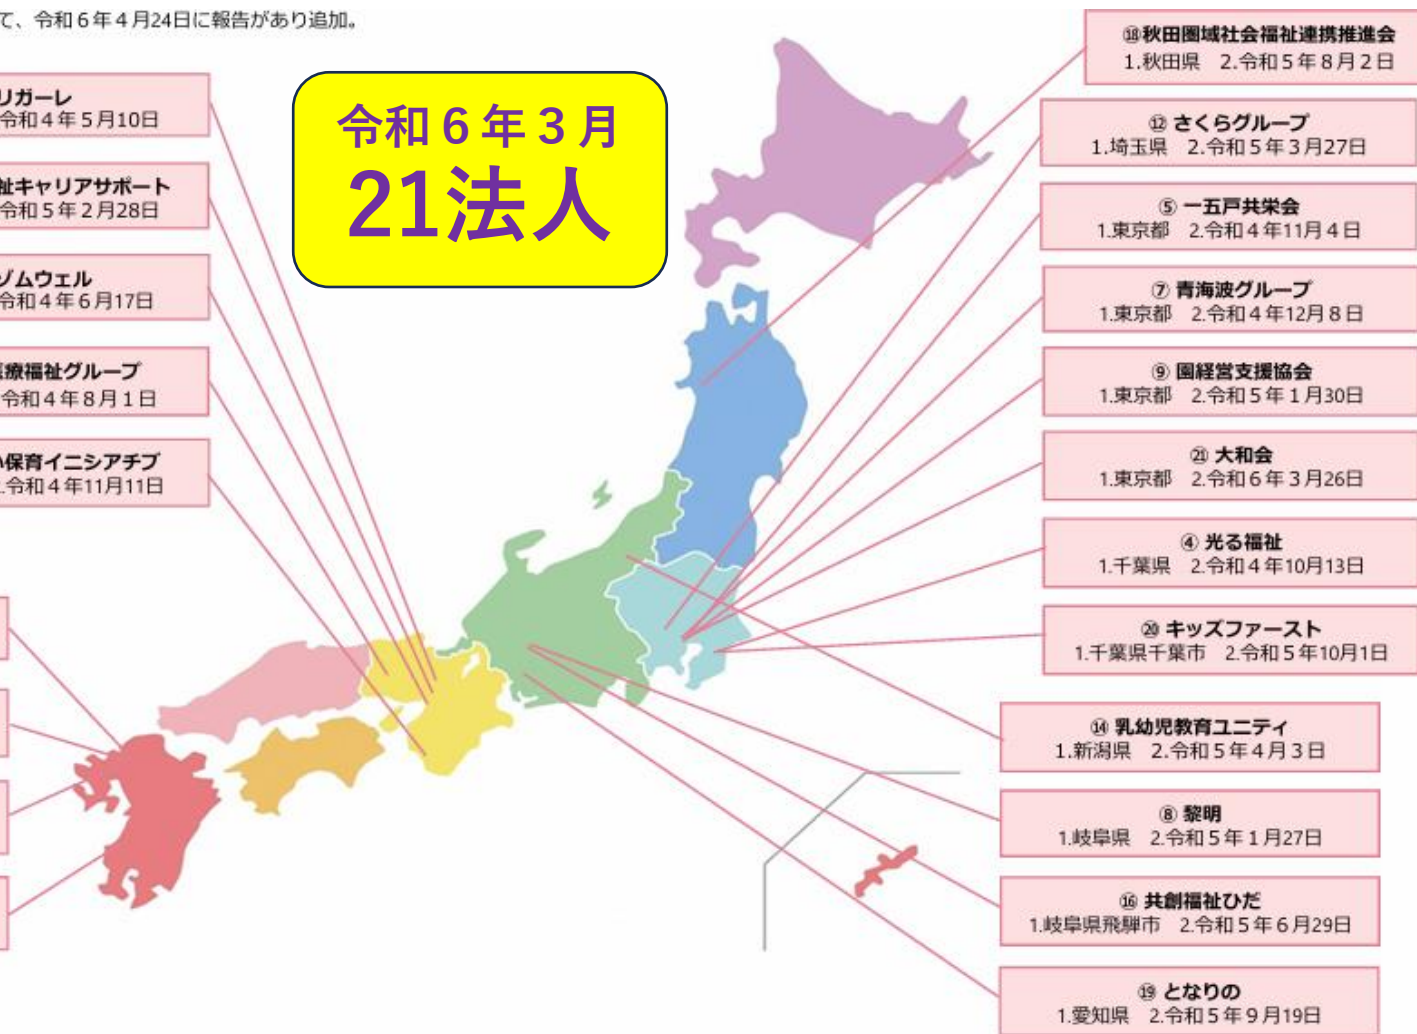 て、令和６年４月24日に報告があり追加。
令和６年３月
21法人
リガーレ
令和４年５月10日
祉キャリアサポート
令和５年２月28日
ゾムウェル
令和４年６月17日
療福祉グループ
令和４年８月１日
い保育イニシアチブ
.令和４年11月11日
⑱秋田圏域社会福祉連携推進会
1.秋田県　2.令和５年８月２日
⑫ さくらグループ
1.埼玉県　2.令和５年３月27日
⑤ 一五戸共栄会
1.東京都　2.令和４年11月４日
⑦ 青海波グループ
1.東京都　2.令和４年12月８日
⑨ 園経営支援協会
1.東京都　2.令和５年１月30日
㉑ 大和会
1.東京都　2.令和６年３月26日
④ 光る福祉
1.千葉県　2.令和４年10月13日
⑳ キッズファースト
1.千葉県千葉市　2.令和５年10月1日
⑭ 乳幼児教育ユニティ
1.新潟県　2.令和５年４月３日
⑧ 黎明
1.岐阜県　2.令和５年１月27日
⑯ 共創福祉ひだ
1.岐阜県飛騨市　2.令和５年６月29日
⑲ となりの
1.愛知県　2.令和５年９月19日